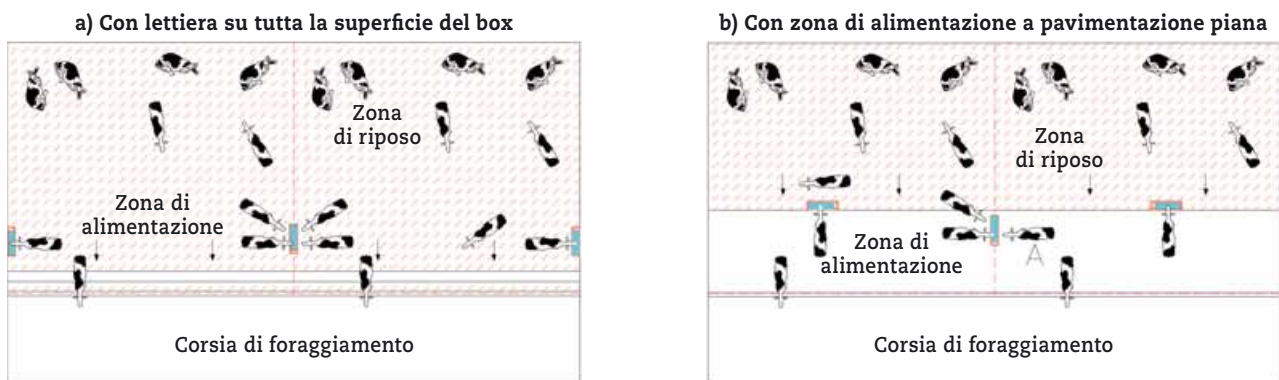 a) Con lettiera su tutta la superficie del box
Zona
di riposo
Zona di
alimentazione
Corsia di foraggiamento
b) Con zona di alimentazione a pavimentazione piana
Zona
di riposo
Zona di
alimentazione
A
Corsia di foraggiamento